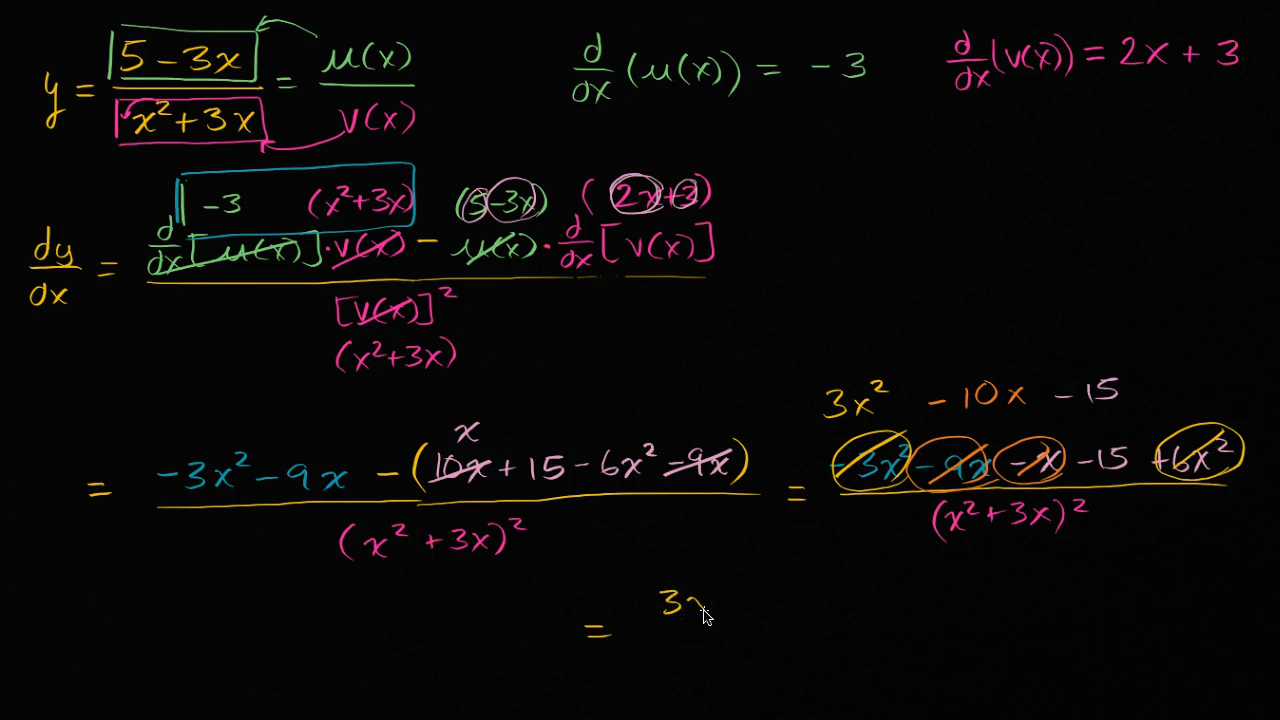 y = 5 - 3x / x² + 3x = u(x) / v(x)
d/dx (u(x)) = -3
d/dx (v(x)) = 2x + 3
-3 (x²+3x) (5-3x) (2x+3)
dy/dx = d/dx [u(x)] · v(x) - u(x) · d/dx [v(x)]
[v(x)]²
(x²+3x)
3x² - 10x - 15
x
= -3x² - 9x - (10x + 15 - 6x² - 9x) / (x² + 3x)² = -3x² - 9x - x - 15 + 6x² / (x² + 3x)²
= 3x